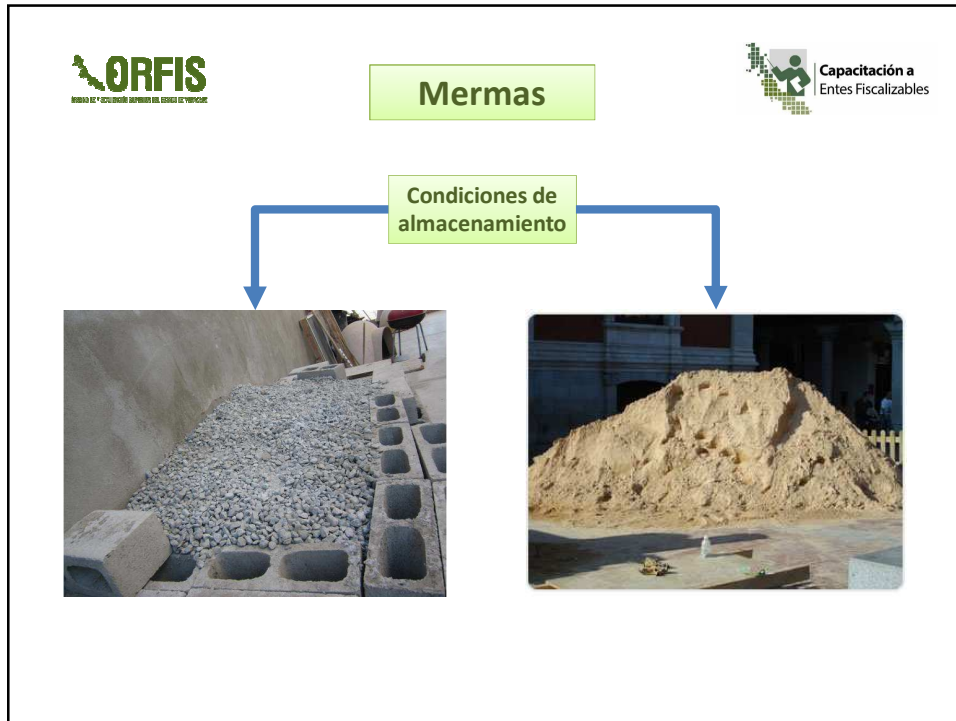 ORFIS
Mermas
Capacitación a
Entes Fiscalizables
Condiciones de
almacenamiento